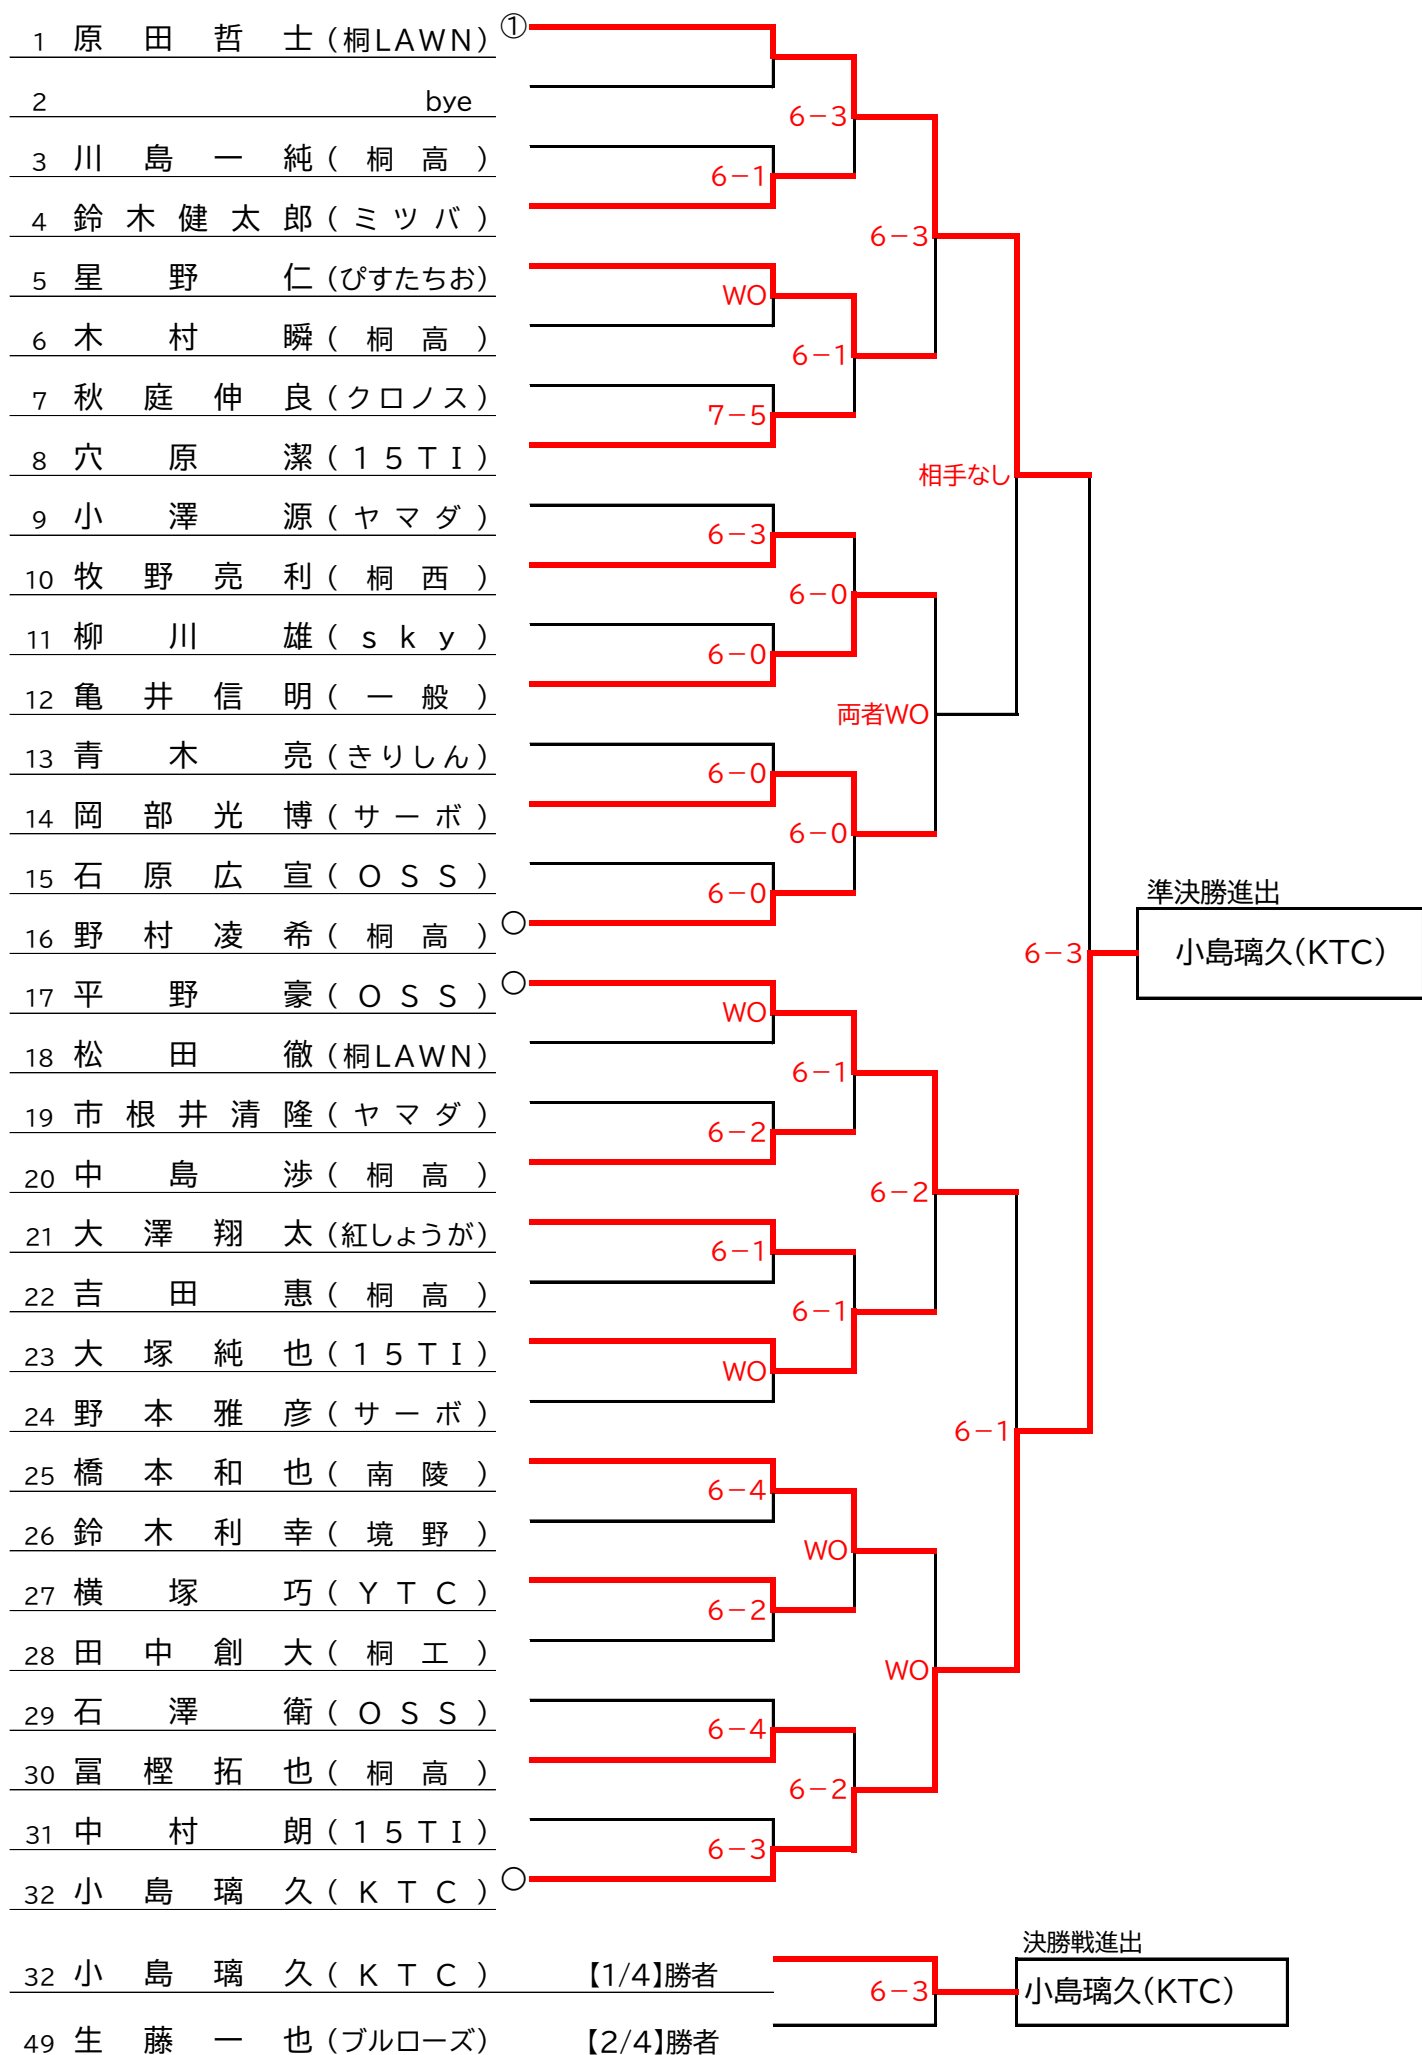 1 原田哲士(桐LAWN) ①
2 bye
6-3
3 川島一純(桐高)
6-1
4 鈴木健太郎(ミツバ)
6-3
5 星野仁(ぴすたちお)
WO
6 木村瞬(桐高)
6-1
7 秋庭伸良(クロノス)
7-5
8 穴原潔(15TI)
相手なし
9 小澤源(ヤマダ)
6-3
10 牧野亮利(桐西)
6-0
11 柳川雄(sky)
6-0
12 亀井信明(一般)
両者WO
13 青木亮(きりしん)
6-0
14 岡部光博(サーボ)
6-0
15 石原広宣(OSS)
6-0
準決勝進出
16 野村凌希(桐高) ○
6-3 小島璃久(KTC)
17 平野豪(OSS) ○
WO
18 松田徹(桐LAWN)
6-1
19 市根井清隆(ヤマダ)
6-2
20 中島渉(桐高)
6-2
21 大澤翔太(紅しょうが)
6-1
22 吉田惠(桐高)
6-1
23 大塚純也(15TI)
WO
24 野本雅彦(サーボ)
6-1
25 橋本和也(南陵)
6-4
26 鈴木利幸(境野)
WO
27 横塚巧(YTC)
6-2
28 田中創大(桐工)
WO
29 石澤衛(OSS)
6-4
30 冨樫拓也(桐高)
6-2
31 中村朗(15TI)
6-3
32 小島璃久(KTC) ○
決勝戦進出
32 小島璃久(KTC) 【1/4】勝者
6-3 小島璃久(KTC)
49 生藤一也(ブルローズ) 【2/4】勝者